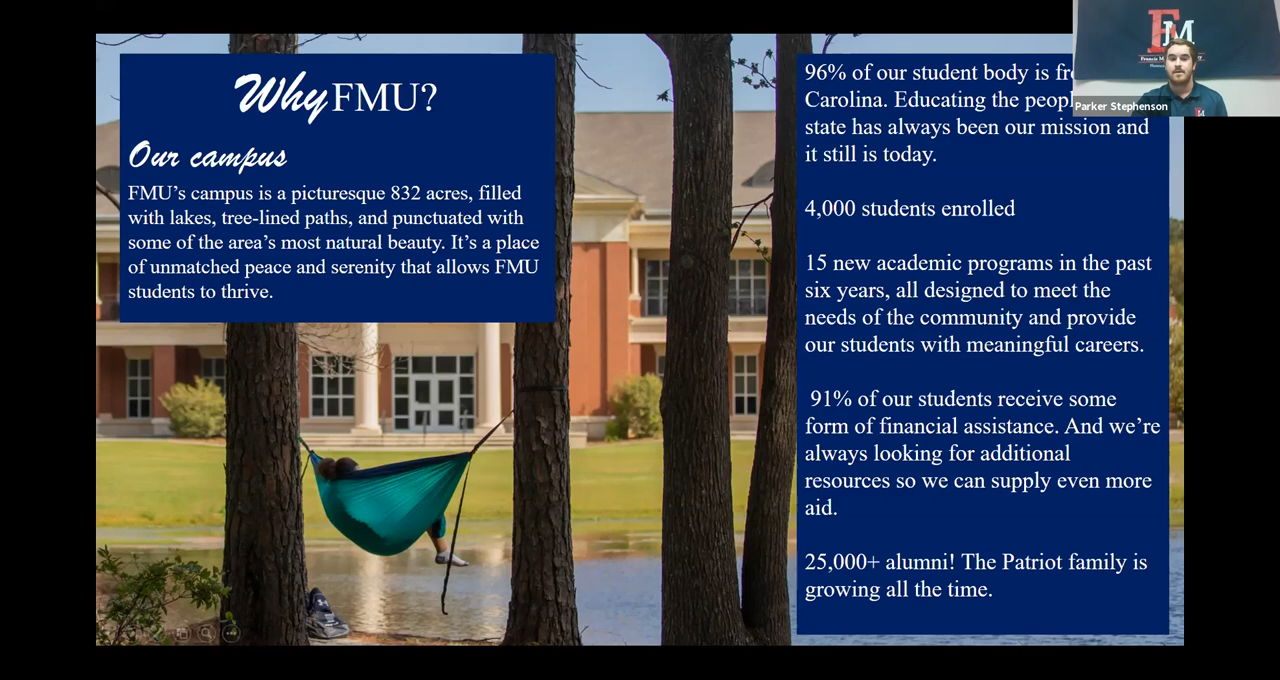 Why FMU?
Our campus
FMU's campus is a picturesque 832 acres, filled
with lakes, tree-lined paths, and punctuated with
some of the area's most natural beauty. It's a place
of unmatched peace and serenity that allows FMU
students to thrive.
96% of our student body is
Carolina. Educating the
state has always been our mission and
it still is today.
4,000 students enrolled
15 new academic programs in the past
six years, all designed to meet the
needs of the community and provide
our students with meaningful careers.
91% of our students receive some
form of financial assistance. And we're
always looking for additional
resources so we can supply even more
aid.
25,000+ alumni! The Patriot family is
growing all the time.
FM
Parker Stephenson